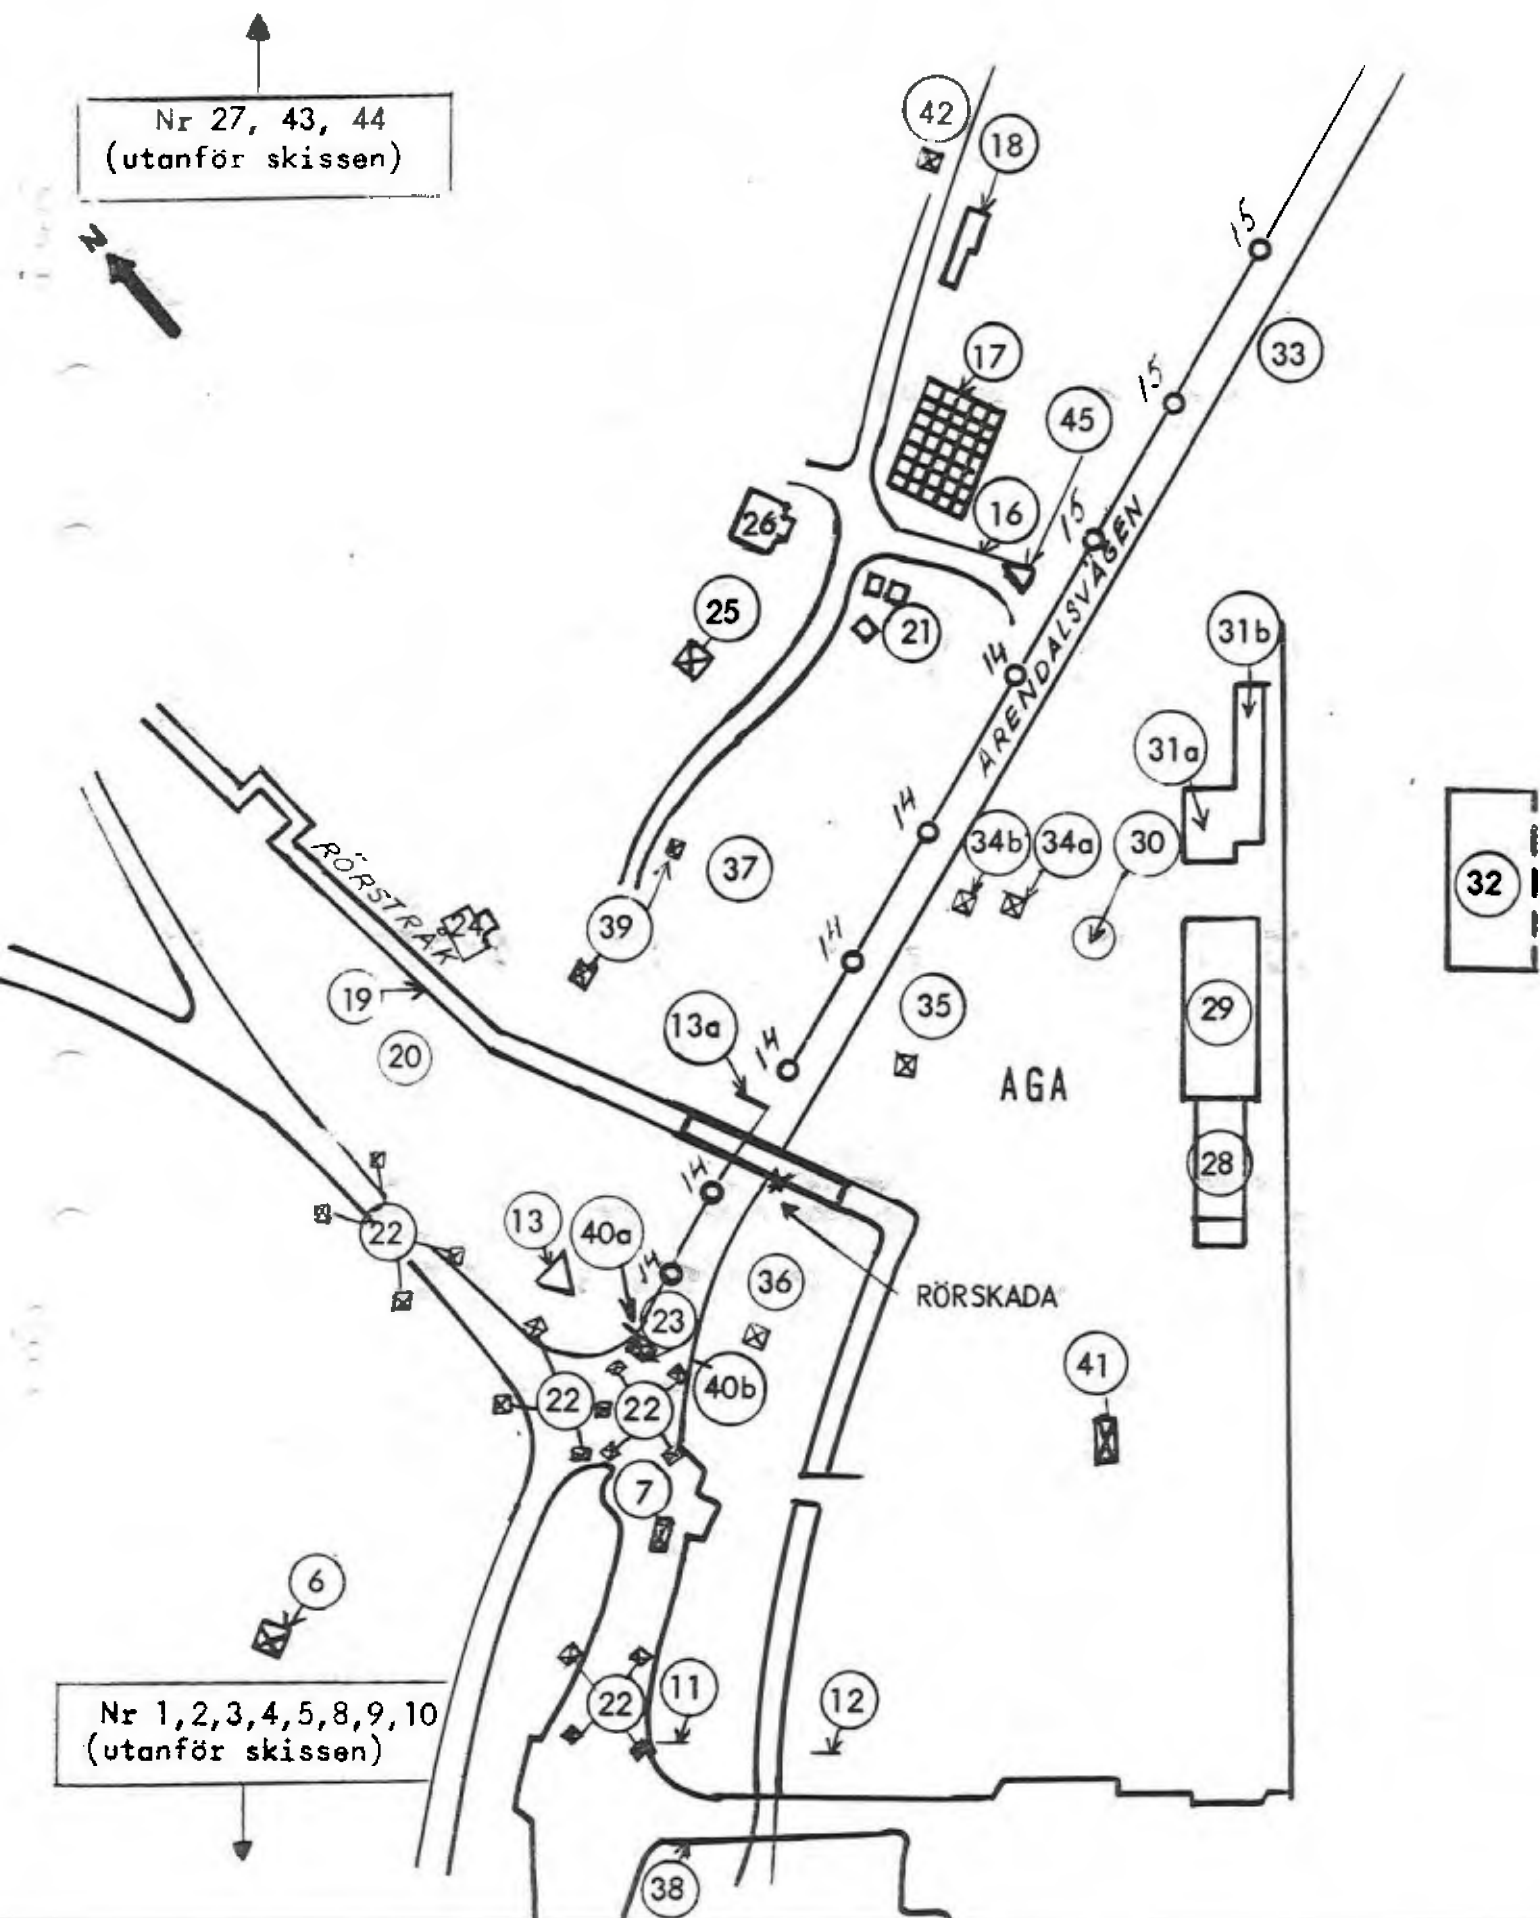 Nr 27, 43, 44
(utanför skissen)
N
42
18
15
33
17
15
45
16
15
26
25
21
31b
14
ARENDALSVÄGEN
31a
14
34b
34a
30
37
32
RÖRSTRÅK
24
39
14
19
20
13a
35
29
14
AGA
28
14
22
13
40a
14
36
RÖRSKADA
23
41
40b
22
22
7
6
Nr 1,2,3,4,5,8,9,10
(utanför skissen)
22
11
12
38